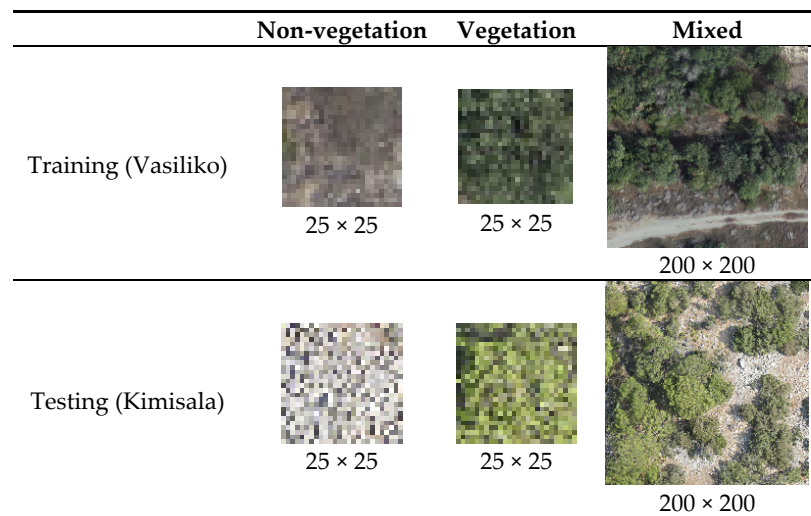 Non-vegetation Vegetation Mixed
Training (Vasiliko)
25 × 25 25 × 25
200 × 200
Testing (Kimisala)
25 × 25 25 × 25
200 × 200